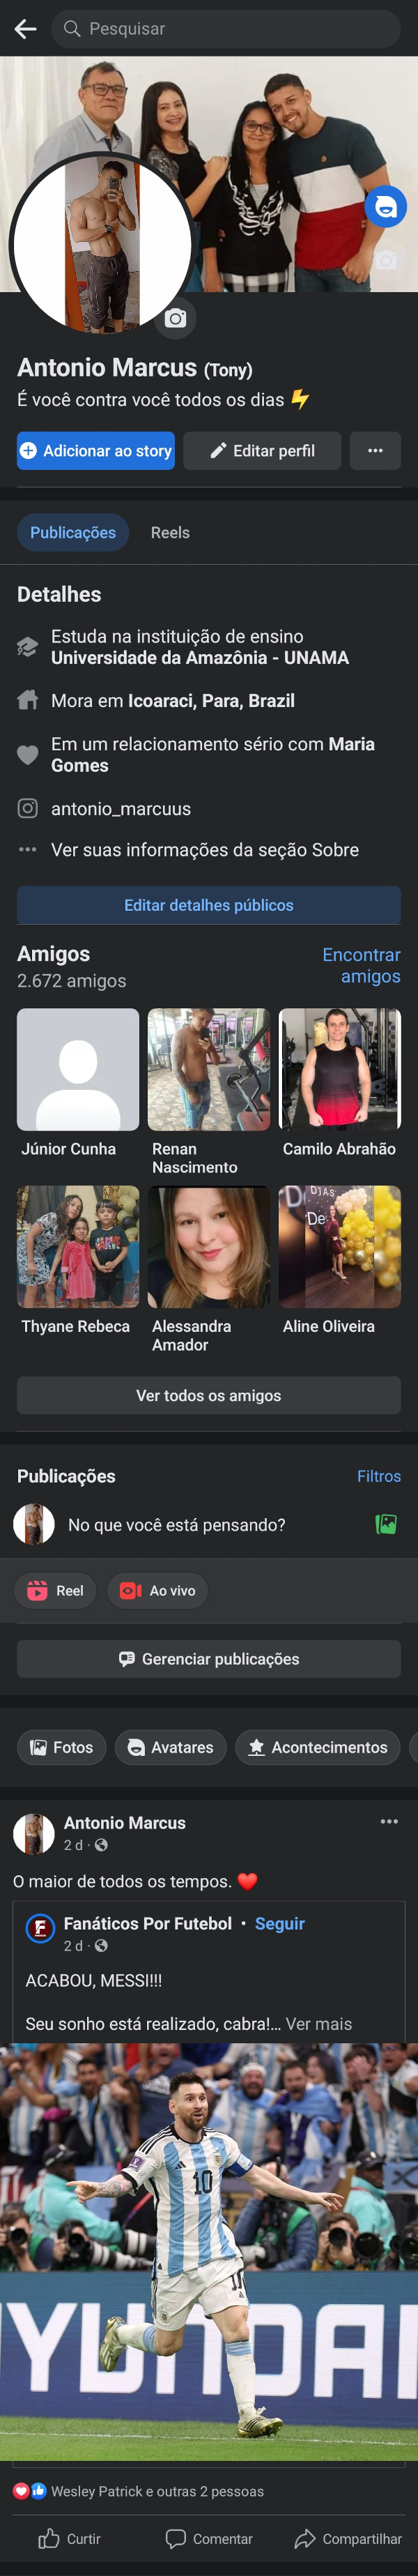 Pesquisar
Antonio Marcus (Tony)
É você contra você todos os dias ⚡
Adicionar ao story
Editar perfil
Publicações
Reels
Detalhes
Estuda na instituição de ensino
Universidade da Amazônia - UNAMA
Mora em Icoaraci, Para, Brazil
Em um relacionamento sério com Maria
Gomes
antonio_marcuus
Ver suas informações da seção Sobre
Editar detalhes públicos
Amigos
2.672 amigos
Encontrar
amigos
Júnior Cunha
Renan
Nascimento
Camilo Abrahão
DIAS
De
Thyane Rebeca
Alessandra
Amador
Aline Oliveira
Ver todos os amigos
Publicações
Filtros
No que você está pensando?
Reel
Ao vivo
Gerenciar publicações
Fotos
Avatares
Acontecimentos
Antonio Marcus
2 d
O maior de todos os tempos. ❤️
F
Fanáticos Por Futebol • Seguir
2 d
ACABOU, MESSI!!!
Seu sonho está realizado, cabra!... Ver mais
10
10
YUNDAI
Wesley Patrick e outras 2 pessoas
Curtir
Comentar
Compartilhar